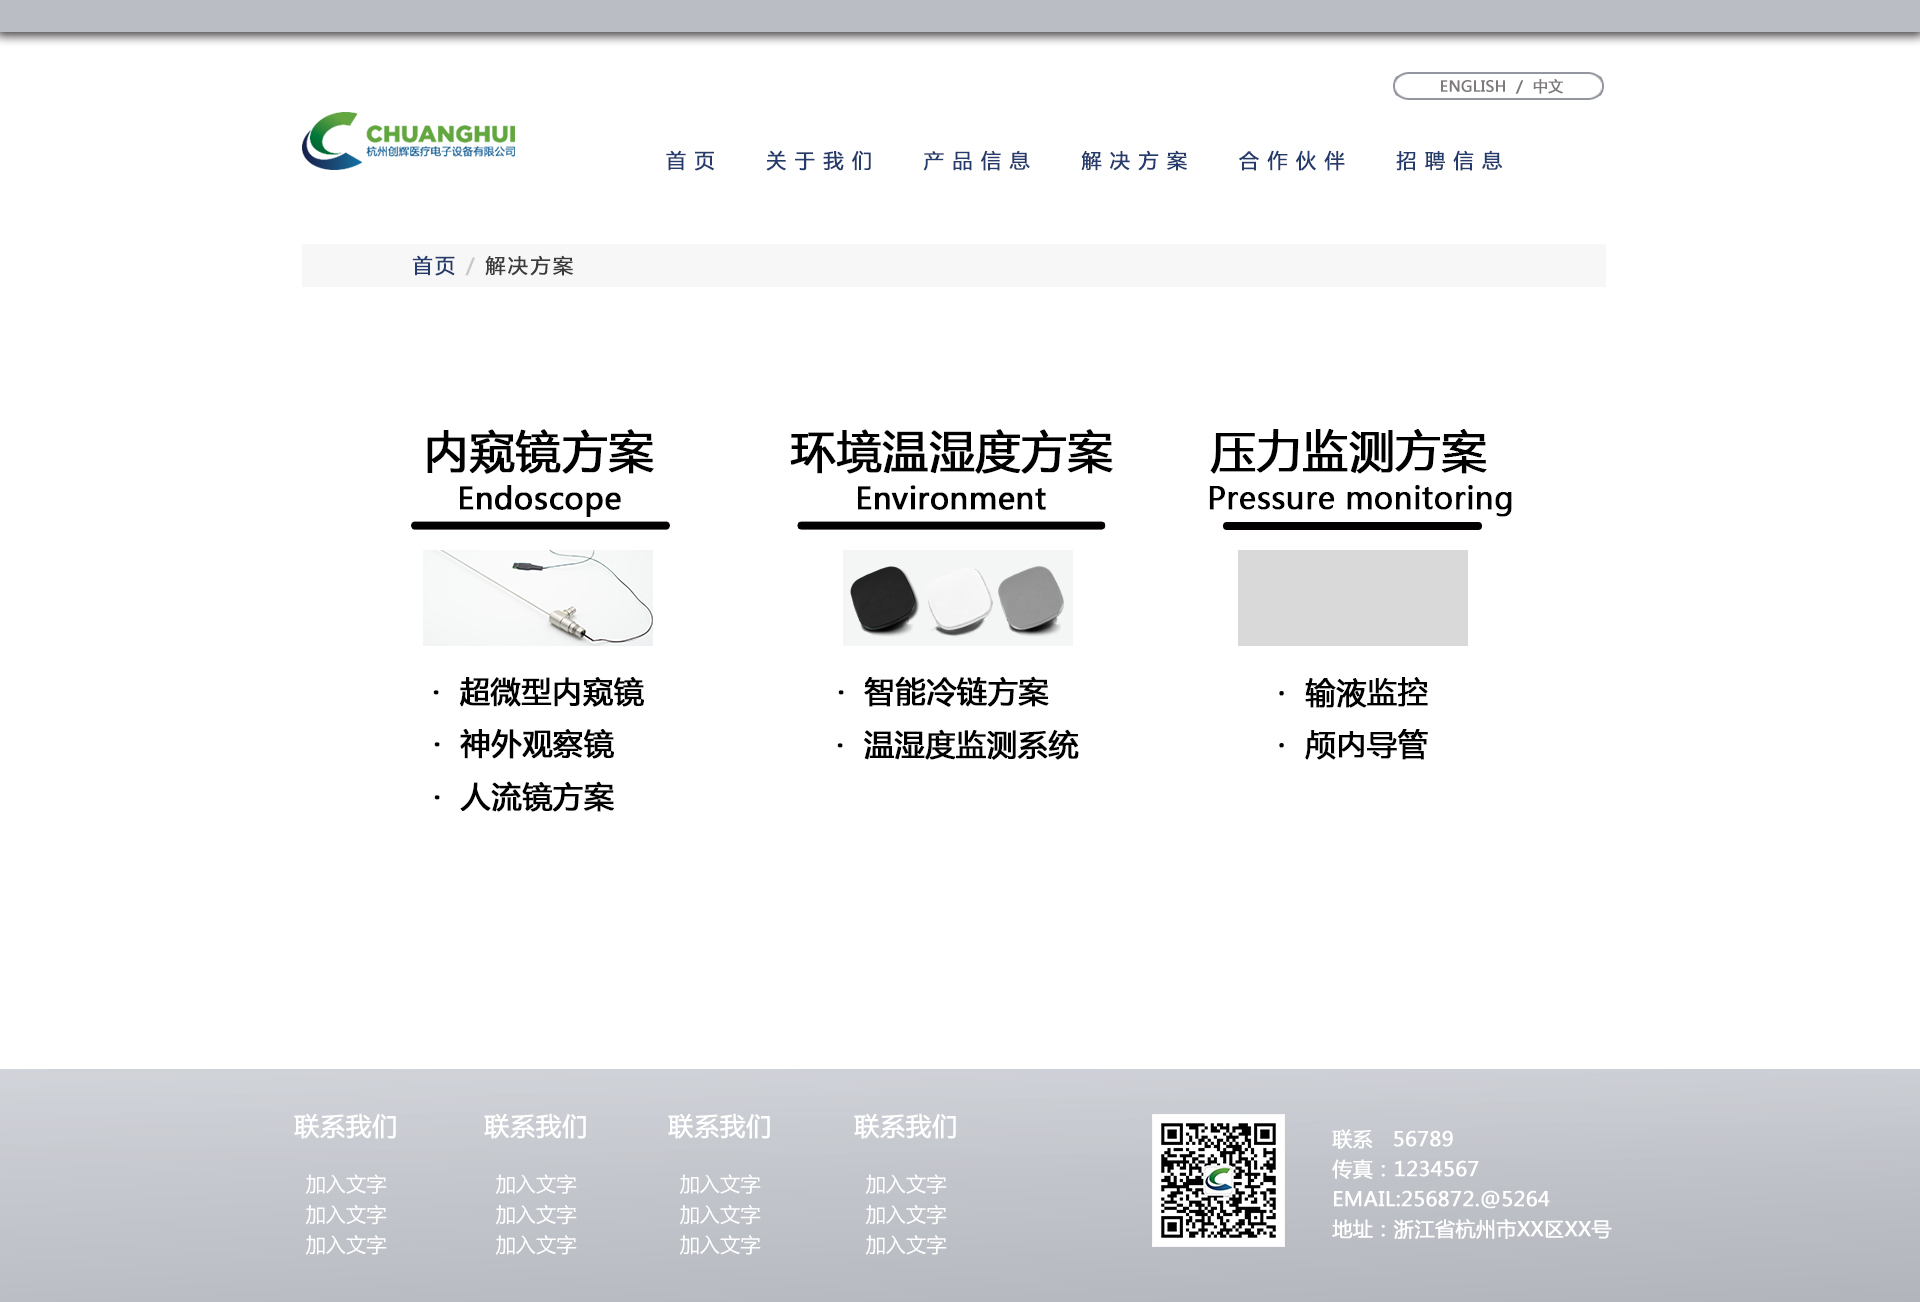 ENGLISH / 中文
CHUANGHUI
杭州创辉医疗电子设备有限公司
首页 关于我们 产品信息 解决方案 合作伙伴 招聘信息
首页 / 解决方案
内窥镜方案
Endoscope
· 超微型内窥镜
· 神外观察镜
· 人流镜方案
环境温湿度方案
Environment
· 智能冷链方案
· 温湿度监测系统
压力监测方案
Pressure monitoring
· 输液监控
· 颅内导管
联系我们
加入文字
加入文字
加入文字
联系我们
加入文字
加入文字
加入文字
联系我们
加入文字
加入文字
加入文字
联系我们
加入文字
加入文字
加入文字
联系 56789
传真：1234567
EMAIL:256872.@5264
地址：浙江省杭州市XX区XX号